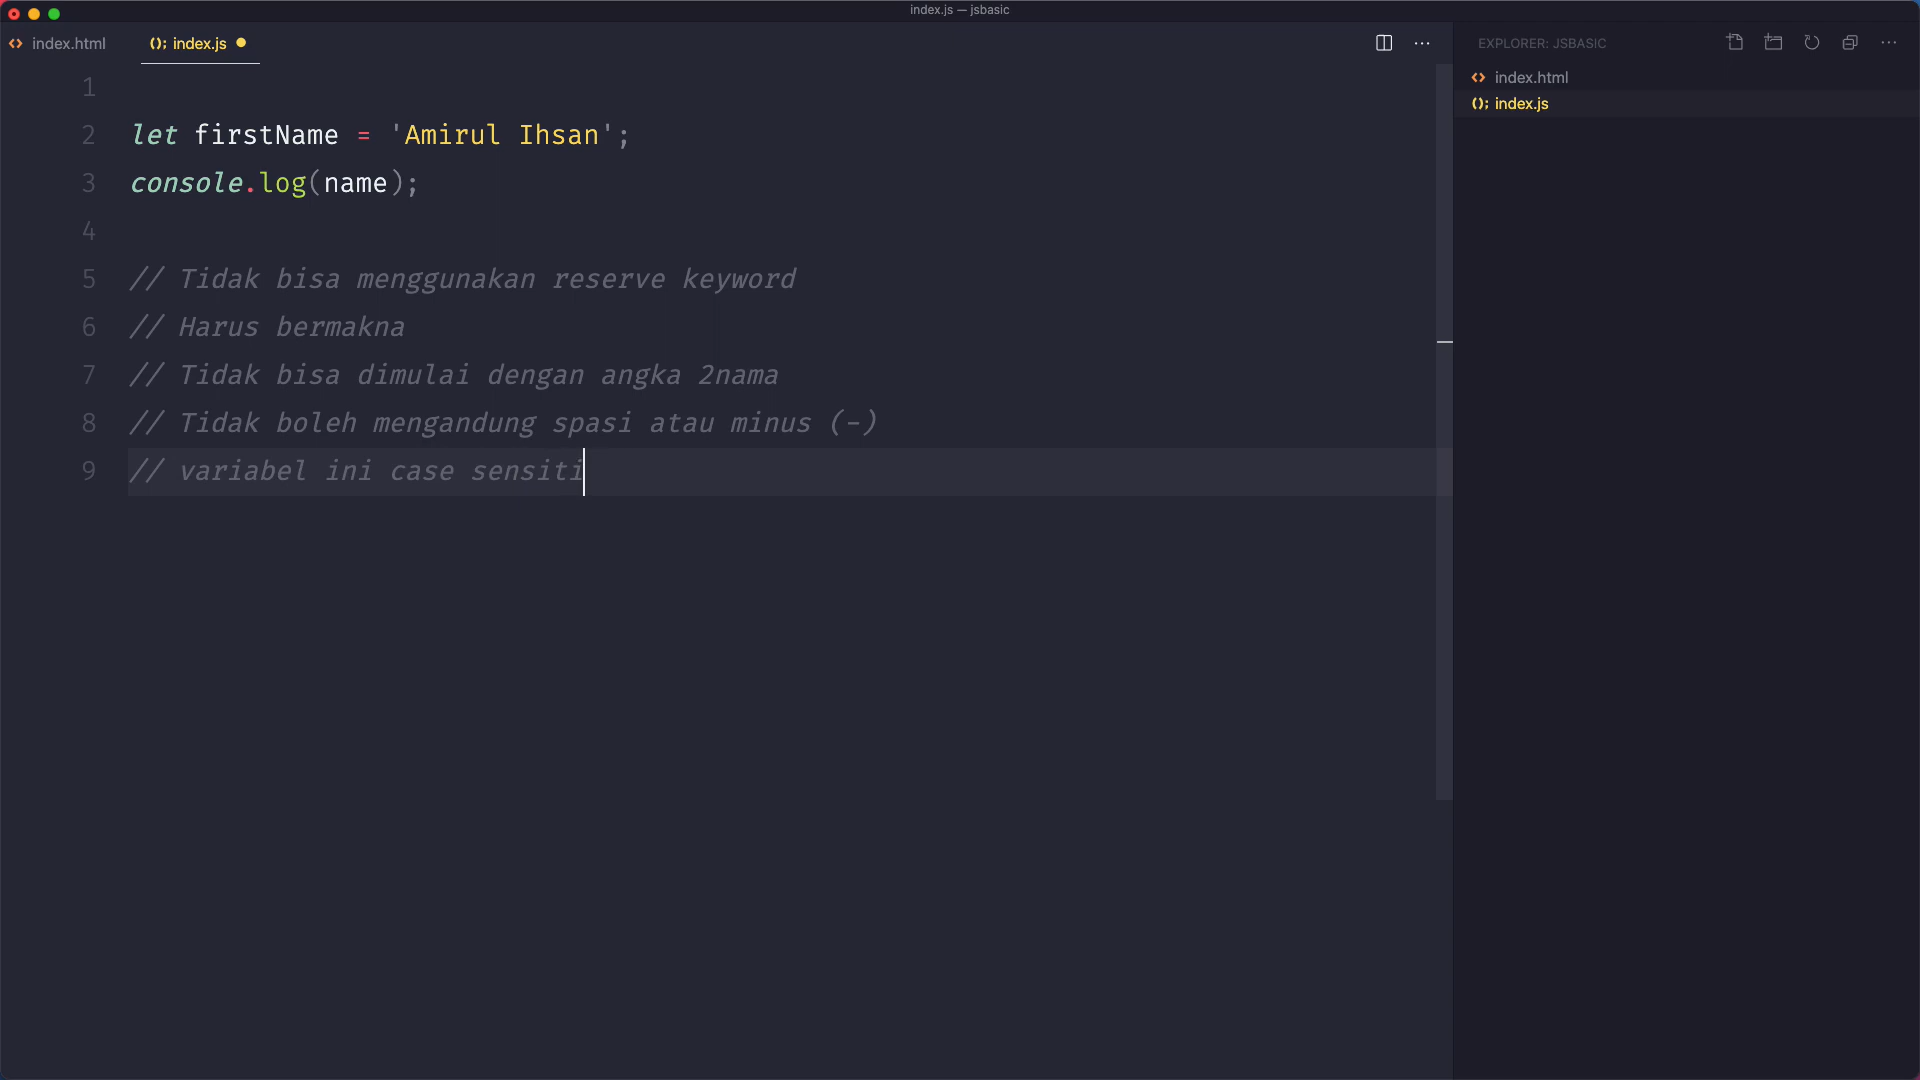 index.js — jsbasic
index.html
(); index.js
EXPLORER: JSBASIC
index.html
(); index.js
1
2 let firstName = 'Amirul Ihsan';
3 console.log(name);
4
5 // Tidak bisa menggunakan reserve keyword
6 // Harus bermakna
7 // Tidak bisa dimulai dengan angka 2nama
8 // Tidak boleh mengandung spasi atau minus (-)
9 // variabel ini case sensiti